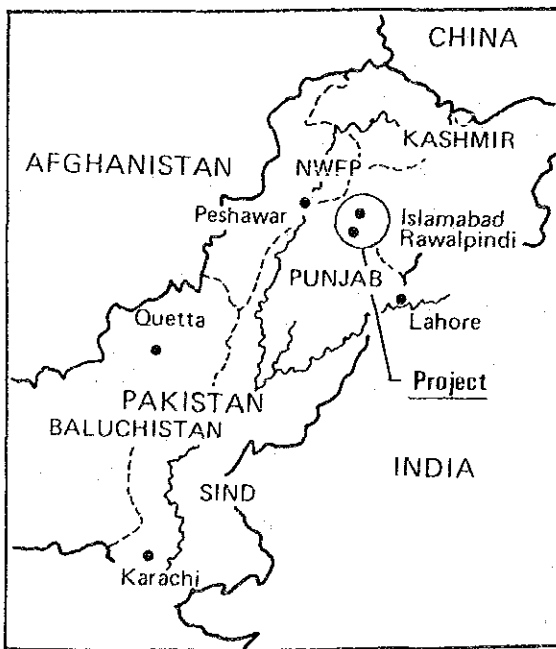 CHINA
KASHMIR
AFGHANISTAN
NWFP
Peshawar
Islamabad
Rawalpindi
PUNJAB
Quetta
Lahore
Project
PAKISTAN
BALUCHISTAN
INDIA
SIND
Karachi